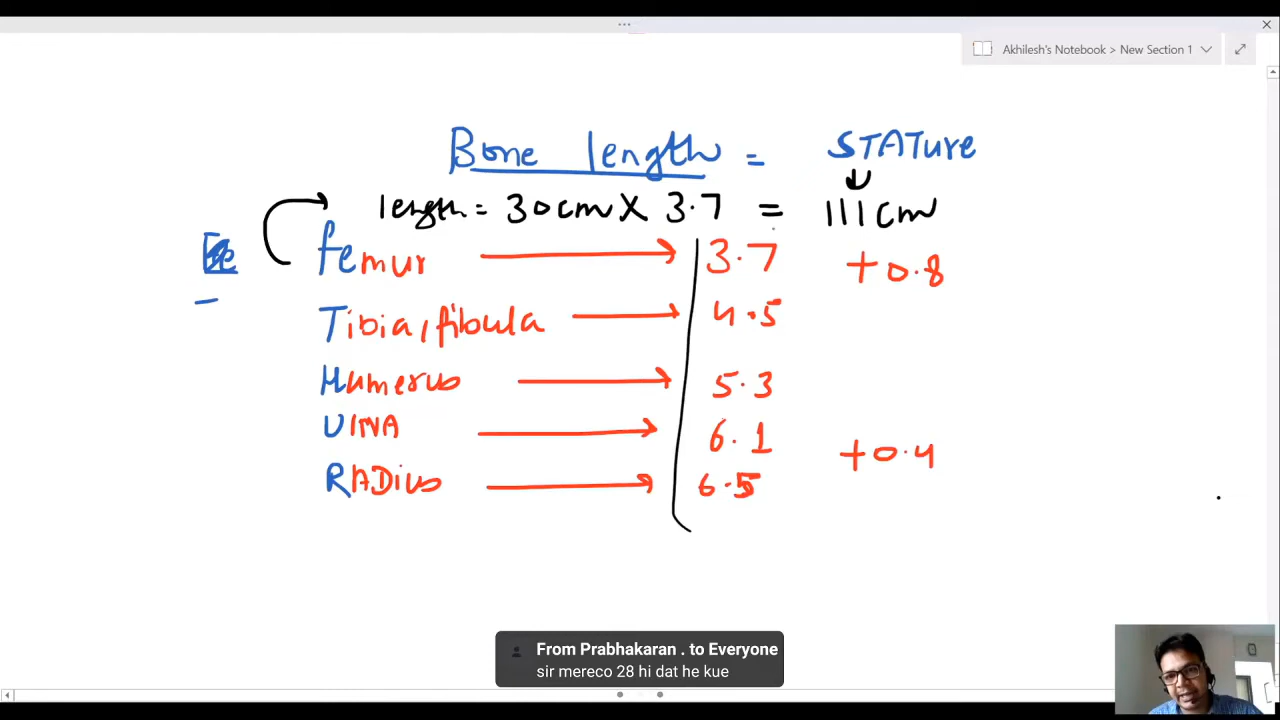 Akhilesh's Notebook > New Section 1
Bone length = STATure
length = 30cm X 3.7 = 111cm
femur 3.7 +0.8
Tibia, fibula 4.5
Humerus 5.3
UlNA 6.1
+0.4
RADius 6.5
From Prabhakaran . to Everyone
sir mereco 28 hi dat he kue